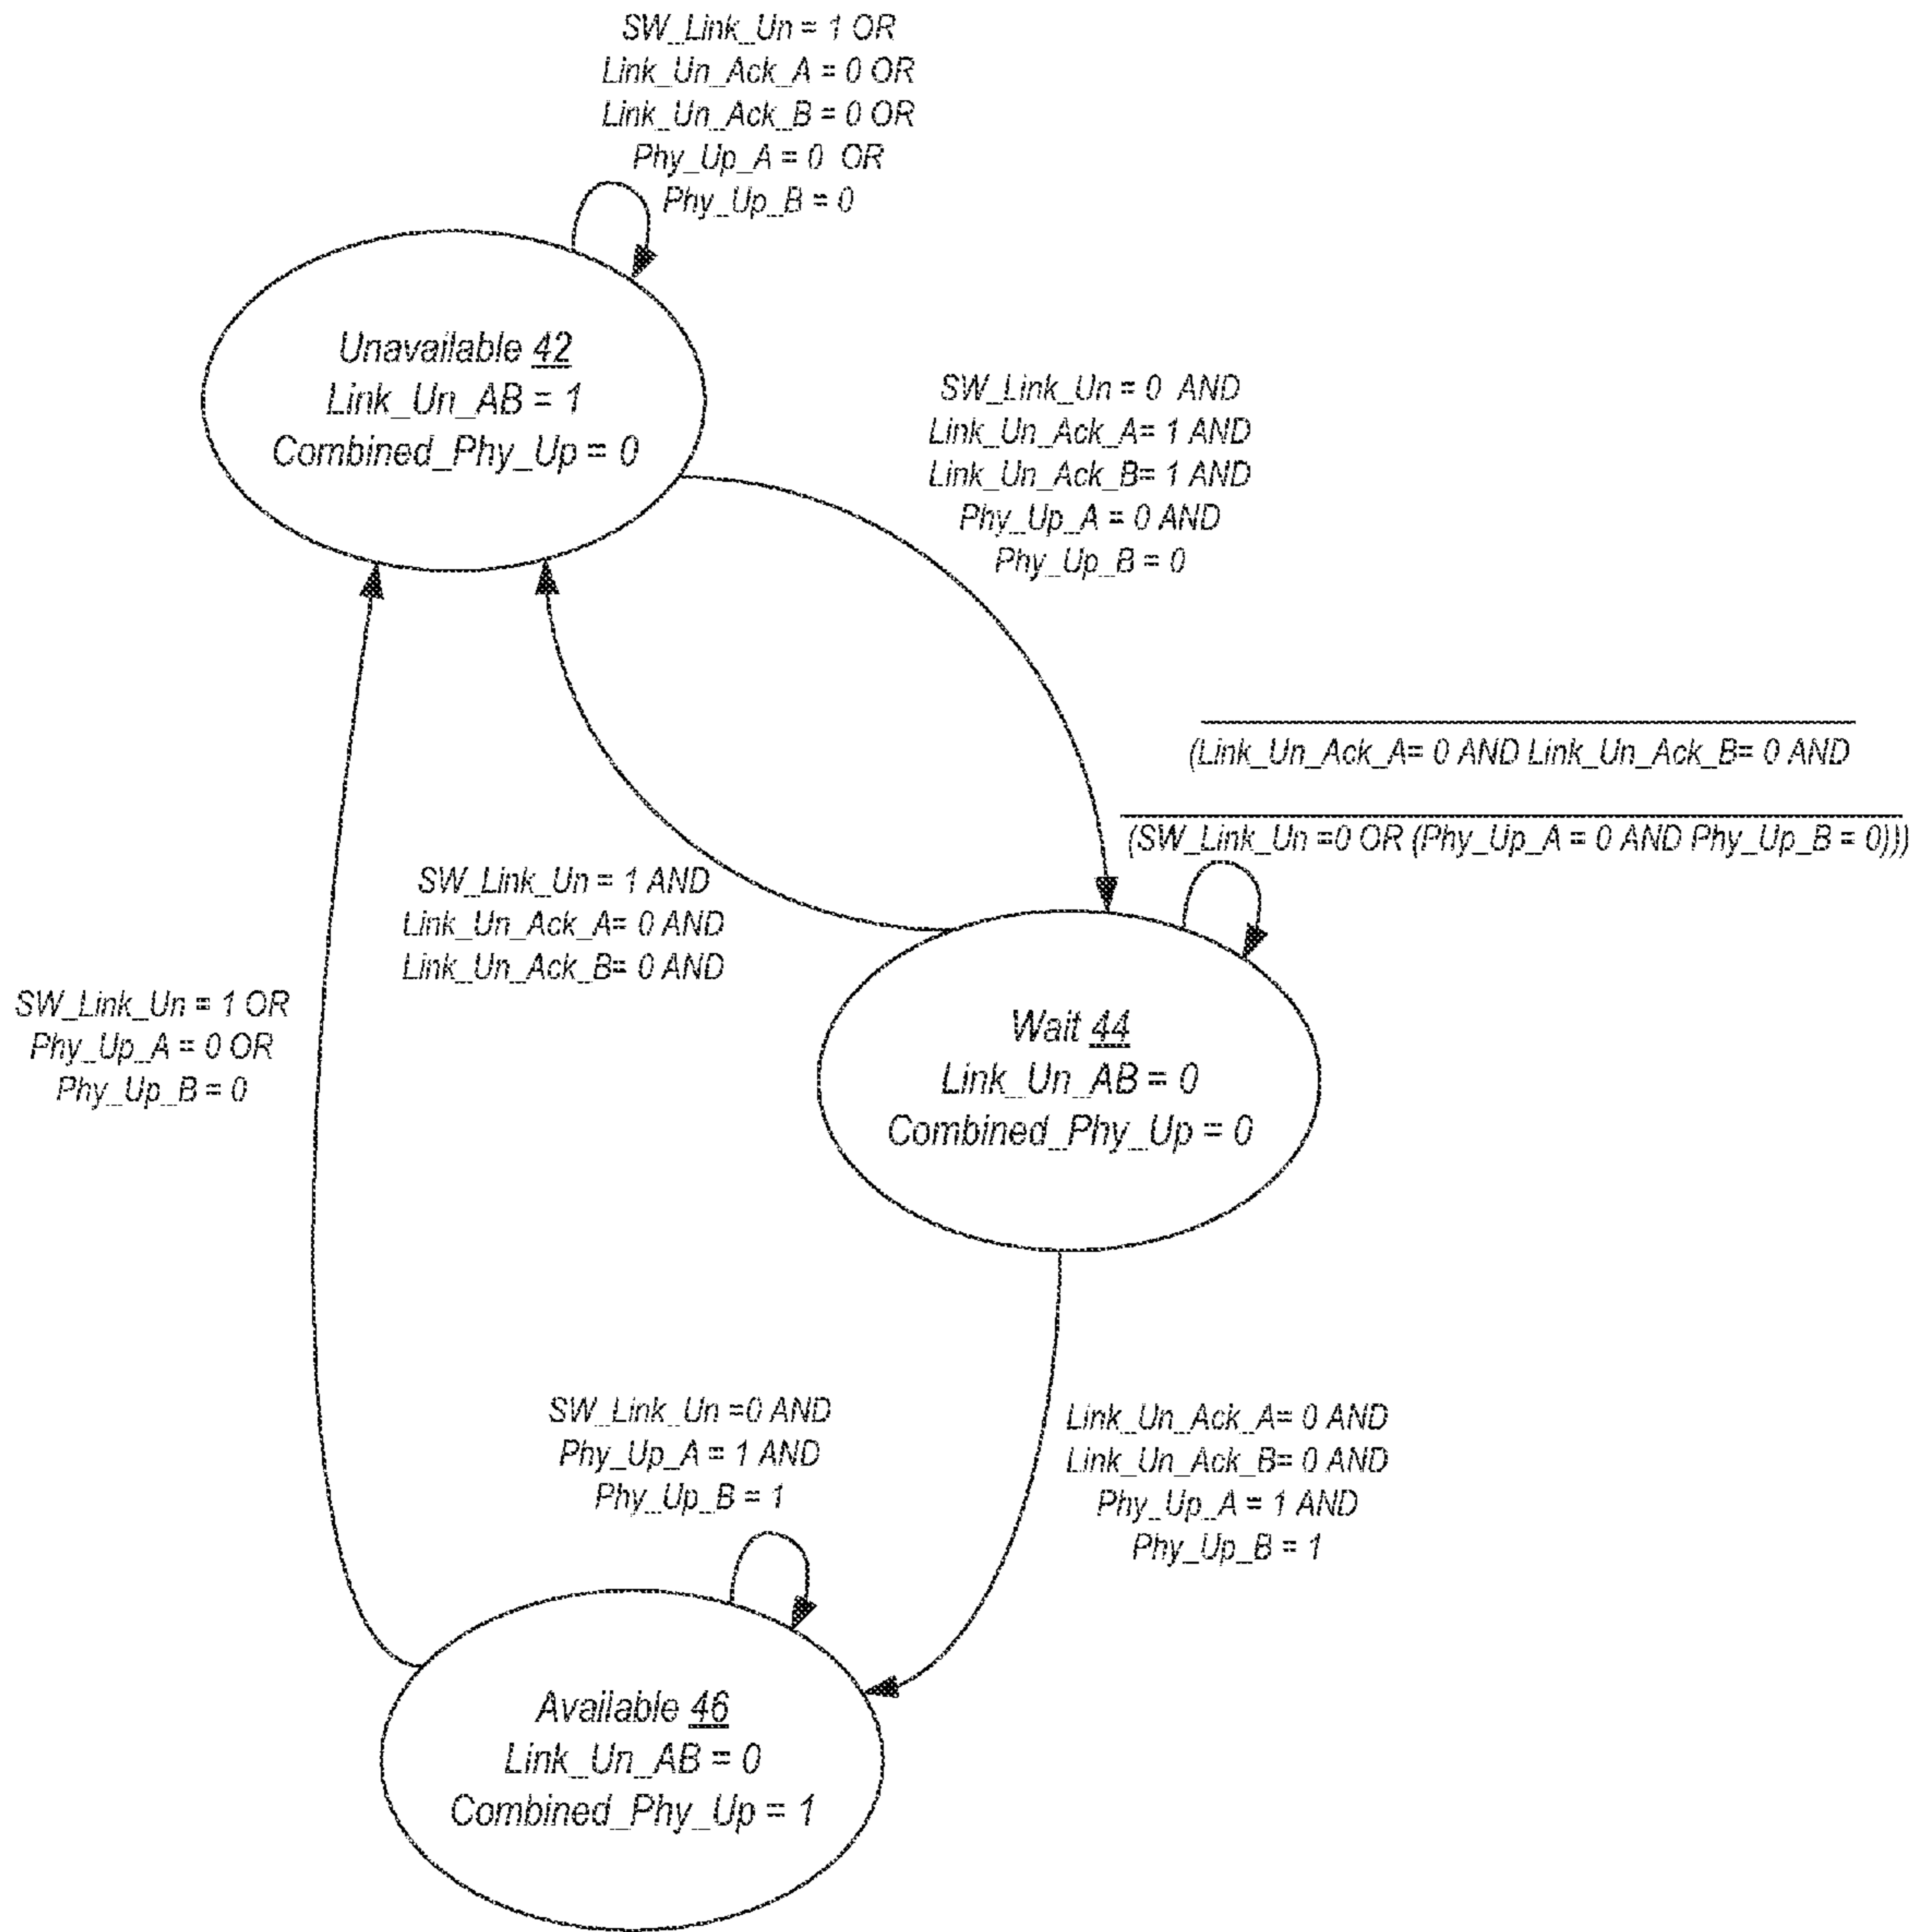 SW_Link_Un = 1 OR
Link_Un_Ack_A = 0 OR
Link_Un_Ack_B = 0 OR
Phy_Up_A = 0 OR
Phy_Up_B = 0
Unavailable 42
Link_Un_AB = 1
Combined_Phy_Up = 0
SW_Link_Un = 0 AND
Link_Un_Ack_A= 1 AND
Link_Un_Ack_B= 1 AND
Phy_Up_A = 0 AND
Phy_Up_B = 0
(Link_Un_Ack_A= 0 AND Link_Un_Ack_B= 0 AND
(SW_Link_Un =0 OR (Phy_Up_A = 0 AND Phy_Up_B = 0)))
SW_Link_Un = 1 AND
Link_Un_Ack_A= 0 AND
Link_Un_Ack_B= 0 AND
SW_Link_Un = 1 OR
Phy_Up_A = 0 OR
Phy_Up_B = 0
Wait 44
Link_Un_AB = 0
Combined_Phy_Up = 0
SW_Link_Un =0 AND
Phy_Up_A = 1 AND
Phy_Up_B = 1
Link_Un_Ack_A= 0 AND
Link_Un_Ack_B= 0 AND
Phy_Up_A = 1 AND
Phy_Up_B = 1
Available 46
Link_Un_AB = 0
Combined_Phy_Up = 1